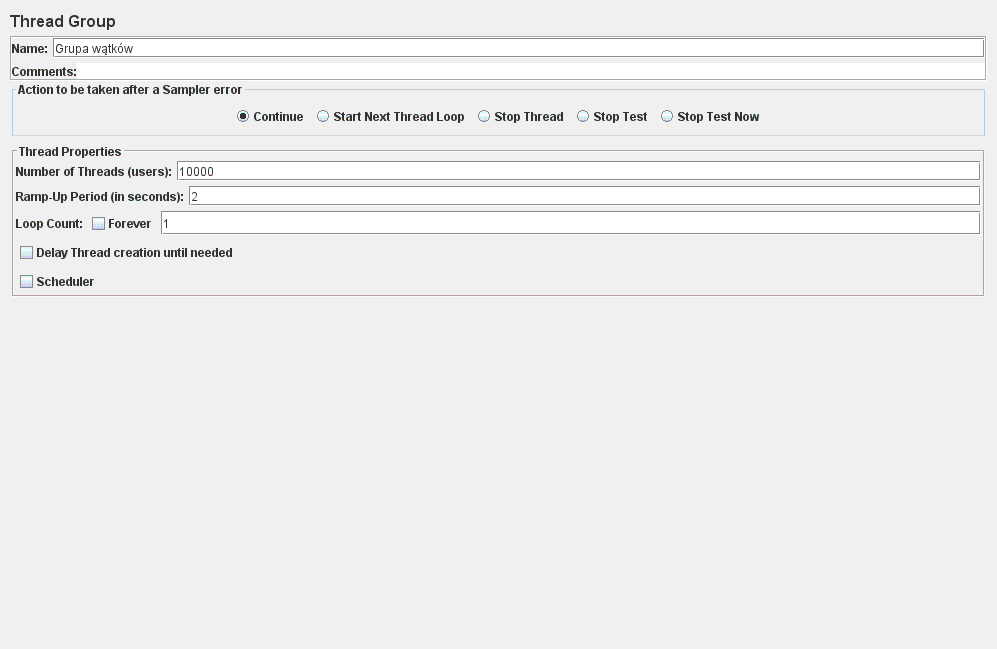 Thread Group
Name: Grupa wątków
Comments:
Action to be taken after a Sampler error
Continue Start Next Thread Loop Stop Thread Stop Test Stop Test Now
Thread Properties
Number of Threads (users): 10000
Ramp-Up Period (in seconds): 2
Loop Count: Forever 1
Delay Thread creation until needed
Scheduler